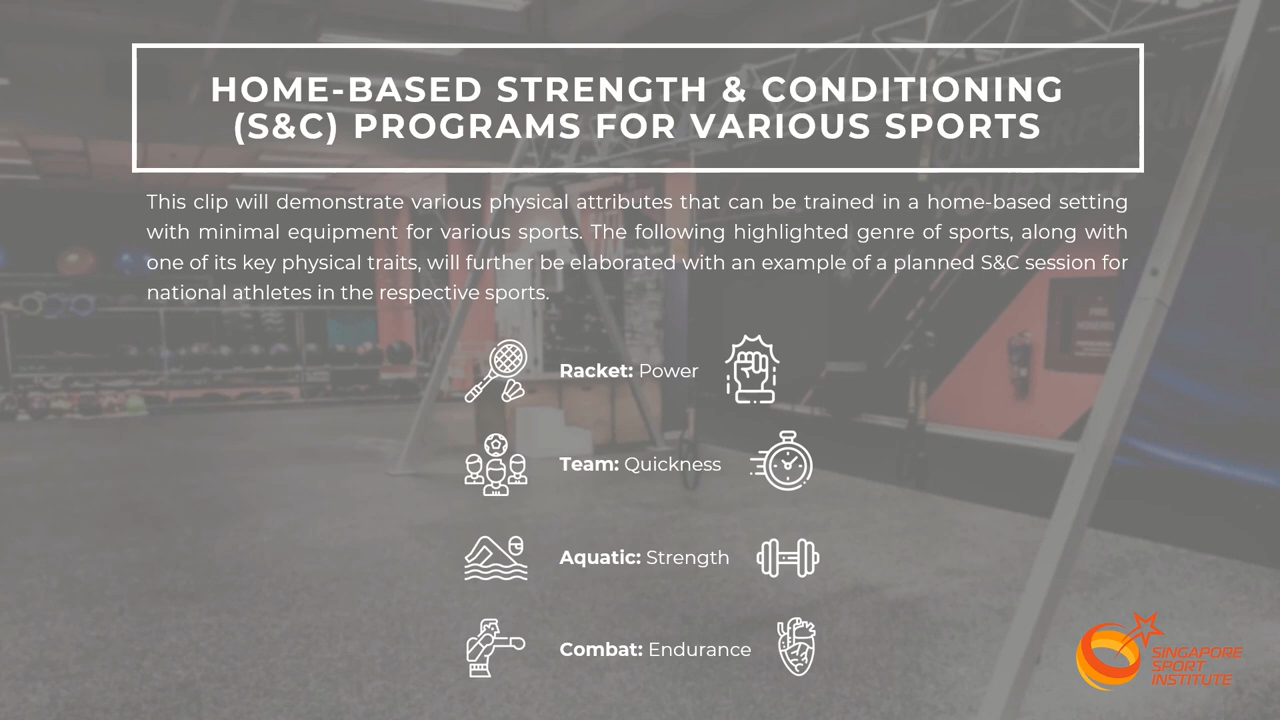 HOME-BASED STRENGTH & CONDITIONING
(S&C) PROGRAMS FOR VARIOUS SPORTS
This clip will demonstrate various physical attributes that can be trained in a home-based setting
with minimal equipment for various sports. The following highlighted genre of sports, along with
one of its key physical traits, will further be elaborated with an example of a planned S&C session for
national athletes in the respective sports.
Racket: Power
Team: Quickness
Aquatic: Strength
Combat: Endurance
SINGAPORE
SPORT
INSTITUTE